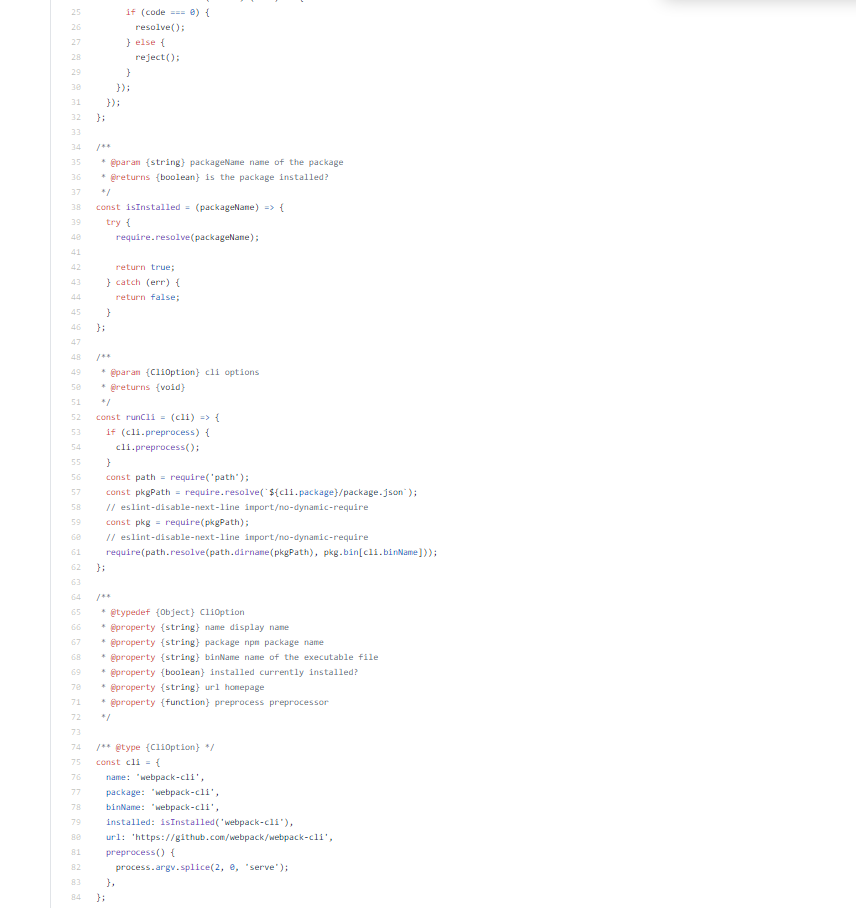 25 if (code === 0) {
26 resolve();
27 } else {
28 reject();
29 }
30 });
31 });
32 };
33
34 /**
35 * @param {string} packageName name of the package
36 * @returns {boolean} is the package installed?
37 */
38 const isInstalled = (packageName) => {
39 try {
40 require.resolve(packageName);
41
42 return true;
43 } catch (err) {
44 return false;
45 }
46 };
47
48 /**
49 * @param {CliOption} cli options
50 * @returns {void}
51 */
52 const runCli = (cli) => {
53 if (cli.preprocess) {
54 cli.preprocess();
55 }
56 const path = require('path');
57 const pkgPath = require.resolve(`${cli.package}/package.json`);
58 // eslint-disable-next-line import/no-dynamic-require
59 const pkg = require(pkgPath);
60 // eslint-disable-next-line import/no-dynamic-require
61 require(path.resolve(path.dirname(pkgPath), pkg.bin[cli.binName]));
62 };
63
64 /**
65 * @typedef {Object} CliOption
66 * @property {string} name display name
67 * @property {string} package npm package name
68 * @property {string} binName name of the executable file
69 * @property {boolean} installed currently installed?
70 * @property {string} url homepage
71 * @property {function} preprocess preprocessor
72 */
73
74 /** @type {CliOption} */
75 const cli = {
76 name: 'webpack-cli',
77 package: 'webpack-cli',
78 binName: 'webpack-cli',
79 installed: isInstalled('webpack-cli'),
80 url: 'https://github.com/webpack/webpack-cli',
81 preprocess() {
82 process.argv.splice(2, 0, 'serve');
83 },
84 };